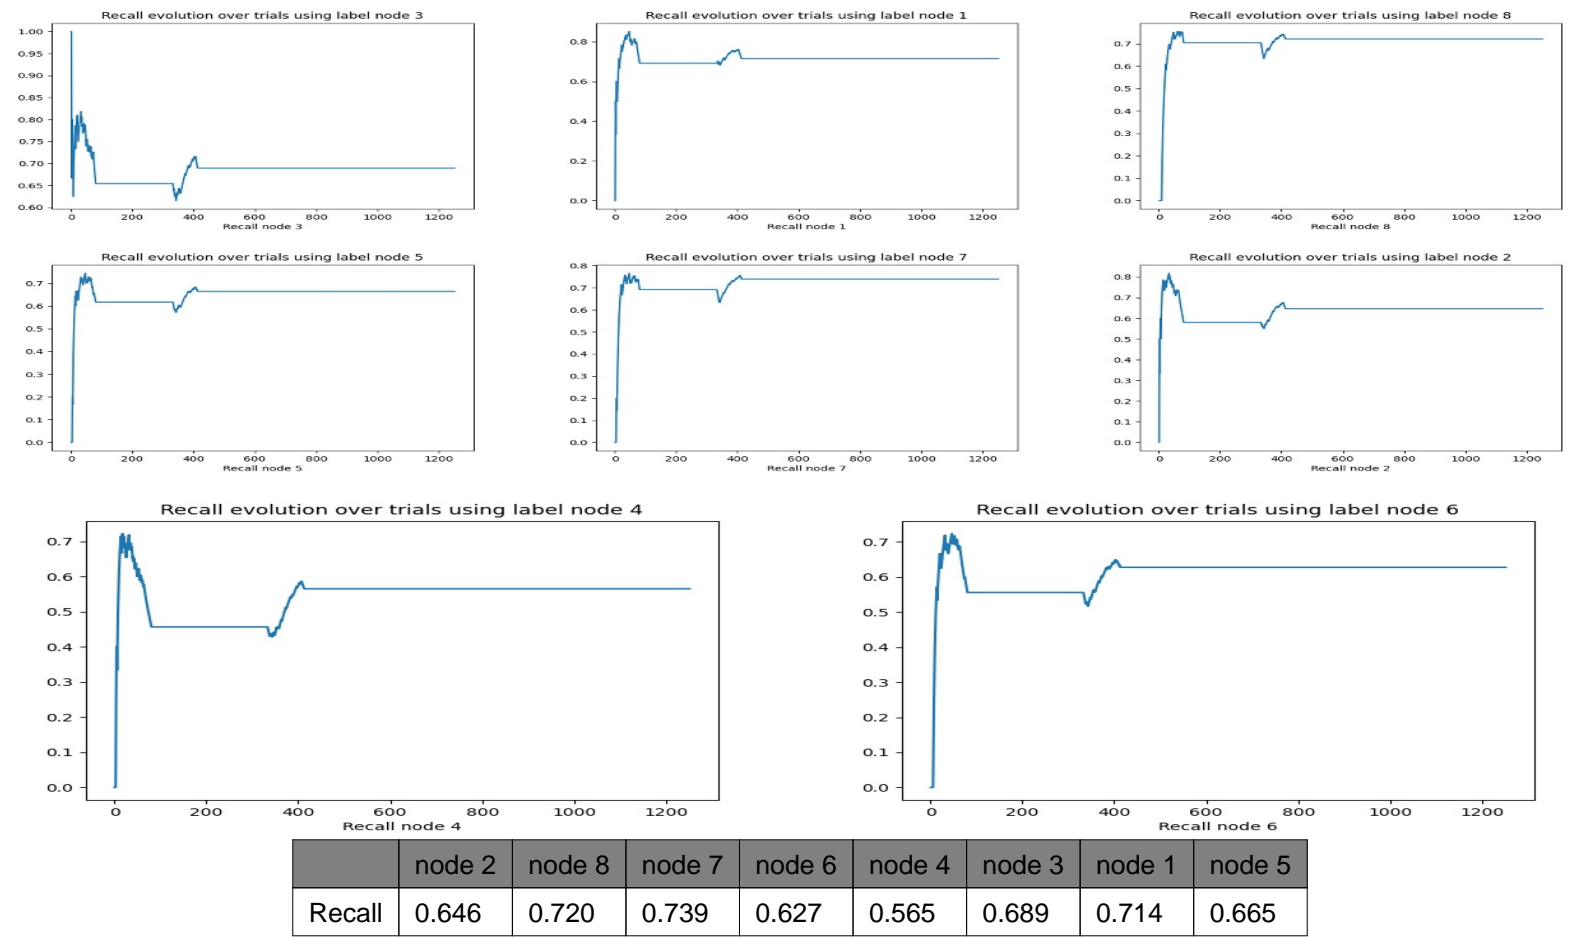 Recall evolution over trials using label node 3
1.00
0.95
0.90
0.85
0.80
0.75
0.70
0.65
0.60
0 200 400 600 800 1000 1200
Recall node 3
Recall evolution over trials using label node 1
0.8
0.6
0.4
0.2
0.0
0 200 400 600 800 1000 1200
Recall node 1
Recall evolution over trials using label node 8
0.7
0.6
0.5
0.4
0.3
0.2
0.1
0.0
0 200 400 600 800 1000 1200
Recall node 8
Recall evolution over trials using label node 5
0.7
0.6
0.5
0.4
0.3
0.2
0.1
0.0
0 200 400 600 800 1000 1200
Recall node 5
Recall evolution over trials using label node 7
0.8
0.7
0.6
0.5
0.4
0.3
0.2
0.1
0.0
0 200 400 600 800 1000 1200
Recall node 7
Recall evolution over trials using label node 2
0.8
0.7
0.6
0.5
0.4
0.3
0.2
0.1
0.0
0 200 400 600 800 1000 1200
Recall node 2
Recall evolution over trials using label node 4
0.7
0.6
0.5
0.4
0.3
0.2
0.1
0.0
0 200 400 600 800 1000 1200
Recall node 4
Recall evolution over trials using label node 6
0.7
0.6
0.5
0.4
0.3
0.2
0.1
0.0
0 200 400 600 800 1000 1200
Recall node 6
node 2 node 8 node 7 node 6 node 4 node 3 node 1 node 5
Recall 0.646 0.720 0.739 0.627 0.565 0.689 0.714 0.665